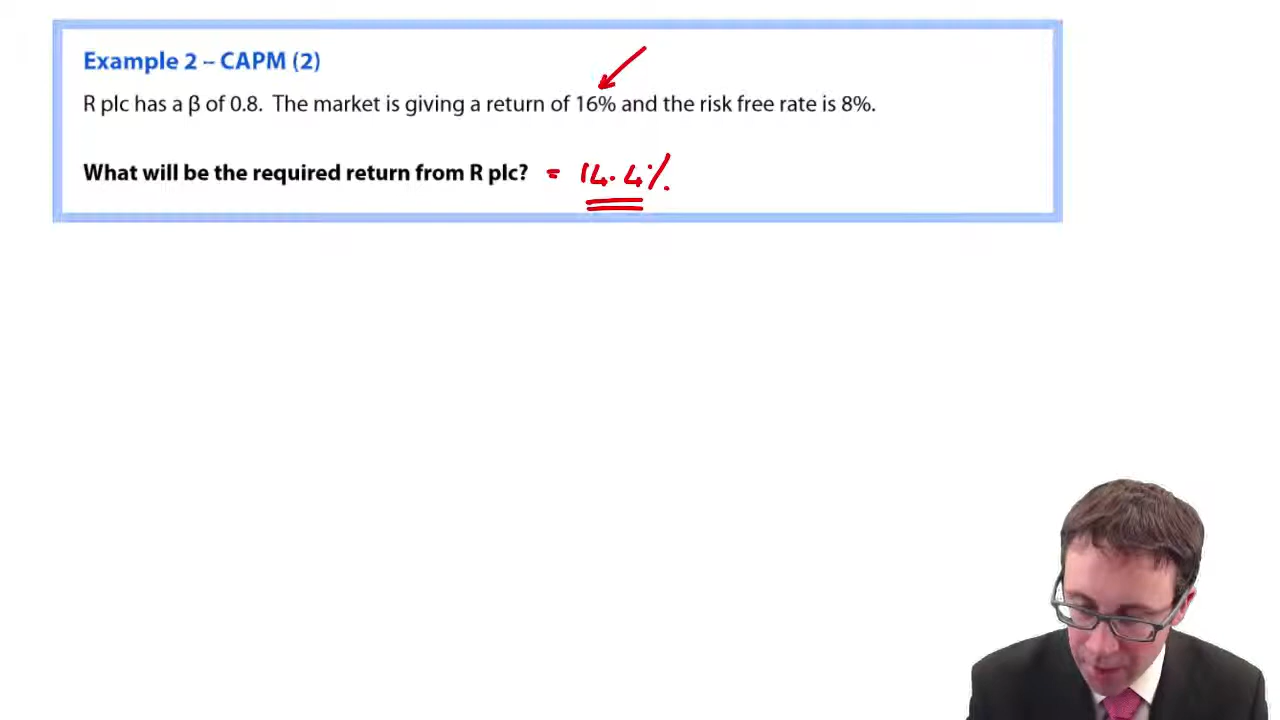 Example 2 – CAPM (2)
R plc has a β of 0.8. The market is giving a return of 16% and the risk free rate is 8%.
What will be the required return from R plc? = 14.4%